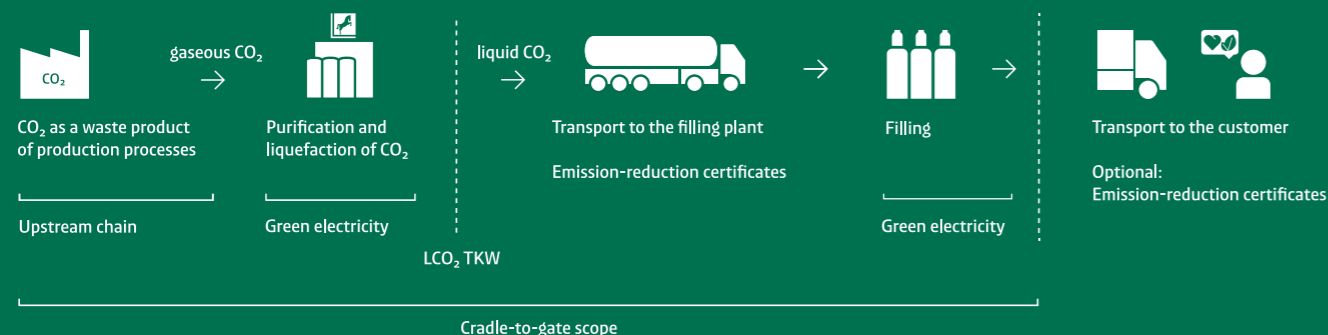 CO₂
gaseous CO₂
liquid CO₂
CO₂ as a waste product
of production processes
Purification and
liquefaction of CO₂
Transport to the filling plant
Emission-reduction certificates
Filling
Transport to the customer
Optional:
Emission-reduction certificates
Upstream chain
Green electricity
Green electricity
LCO₂ TKW
Cradle-to-gate scope